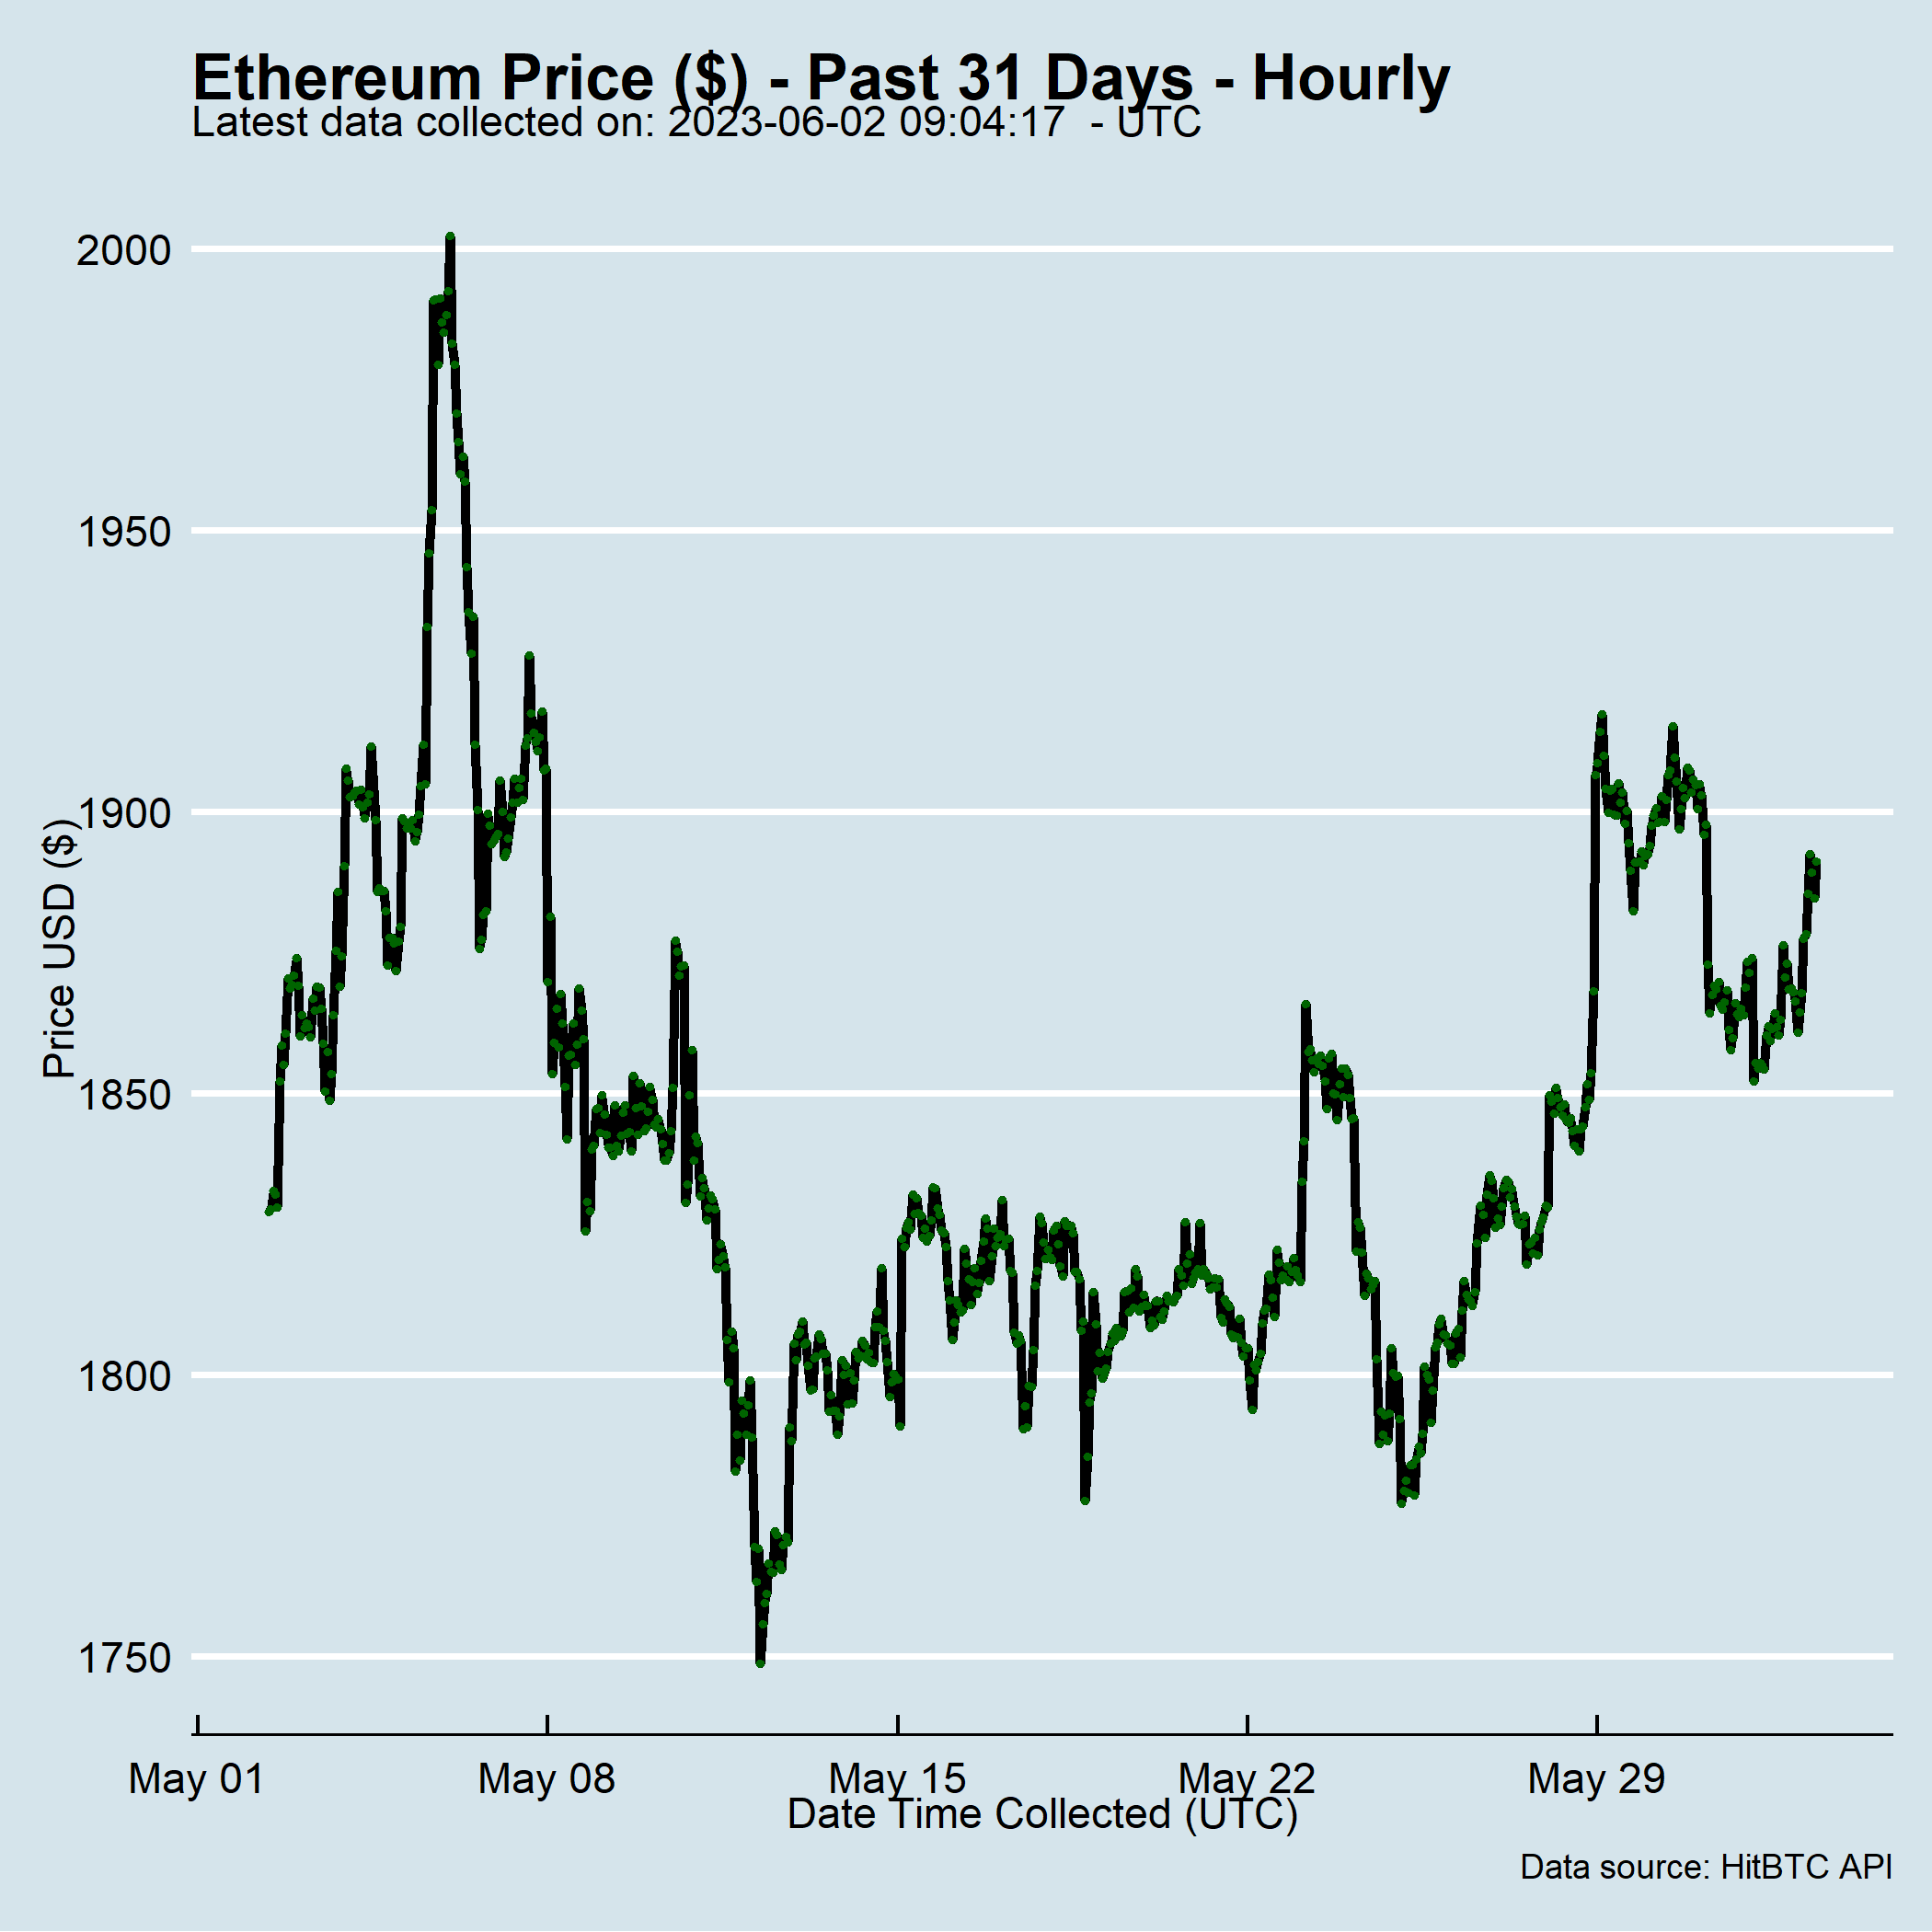 Ethereum Price ($) - Past 31 Days - Hourly
Latest data collected on: 2023-06-02 09:04:17  - UTC
2000
1950
1900
1850
1800
1750
Price USD ($)
May 01 May 08 May 15 May 22 May 29
Date Time Collected (UTC)
Data source: HitBTC API